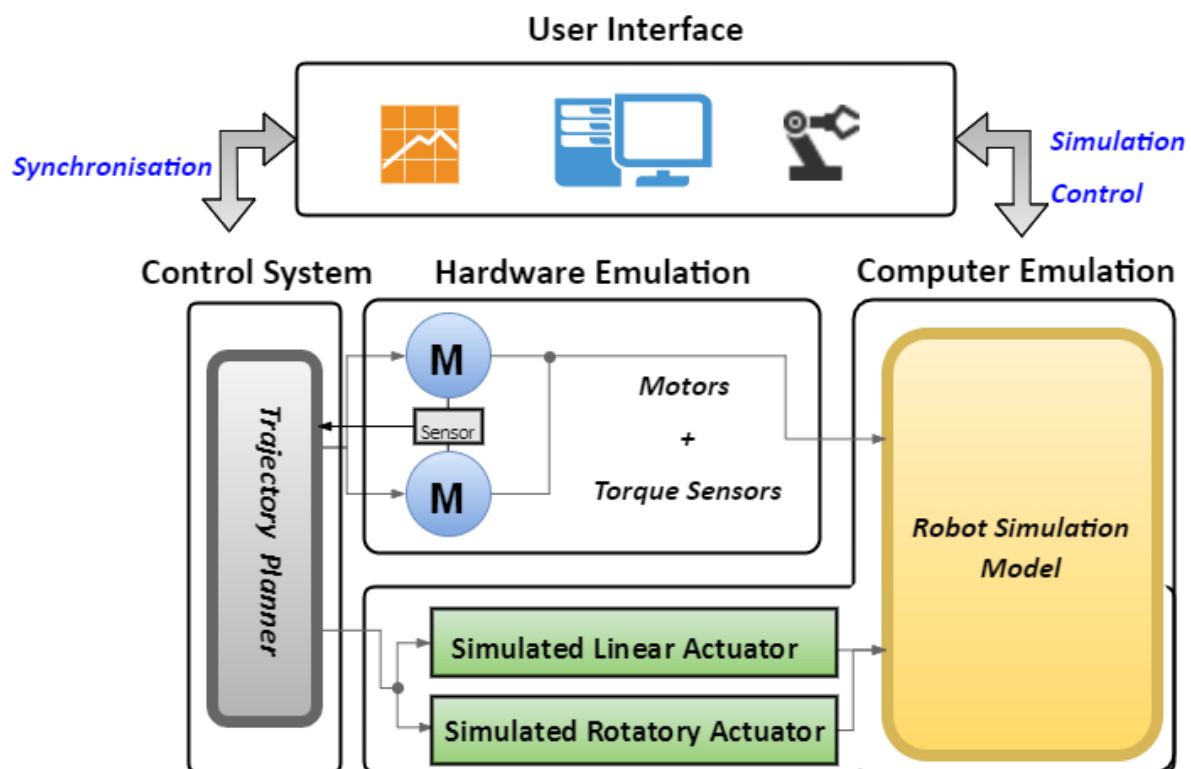 User Interface
Synchronisation
Simulation
Control
Control System
Hardware Emulation
Computer Emulation
M
Motors
+
Torque Sensors
Sensor
M
Trajectory Planner
Robot Simulation
Model
Simulated Linear Actuator
Simulated Rotatory Actuator